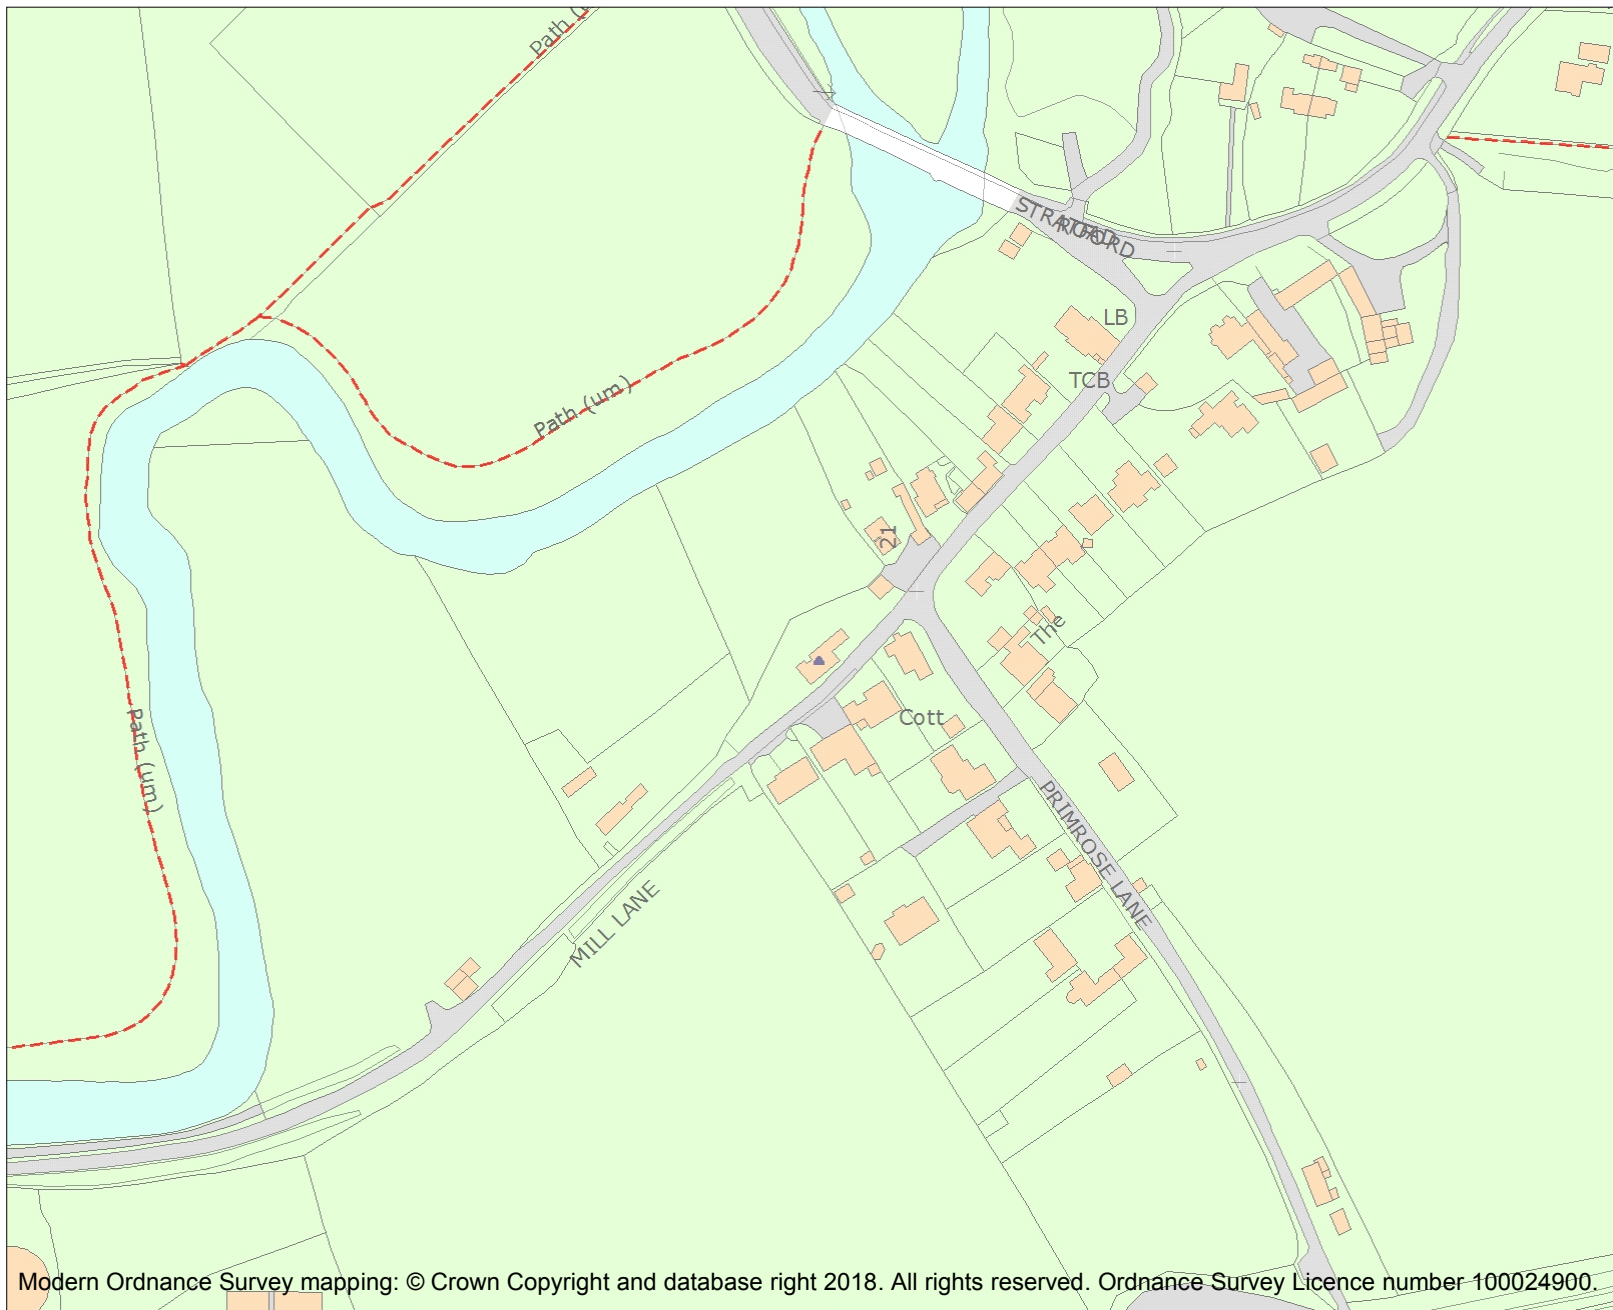 Path (u
STRATFORD
ROAD
LB
TCB
Path (um)
21
The
Cott
Path (um)
PRIMROSE LANE
MILL LANE
Modern Ordnance Survey mapping: © Crown Copyright and database right 2018. All rights reserved. Ordnance Survey Licence number 100024900.